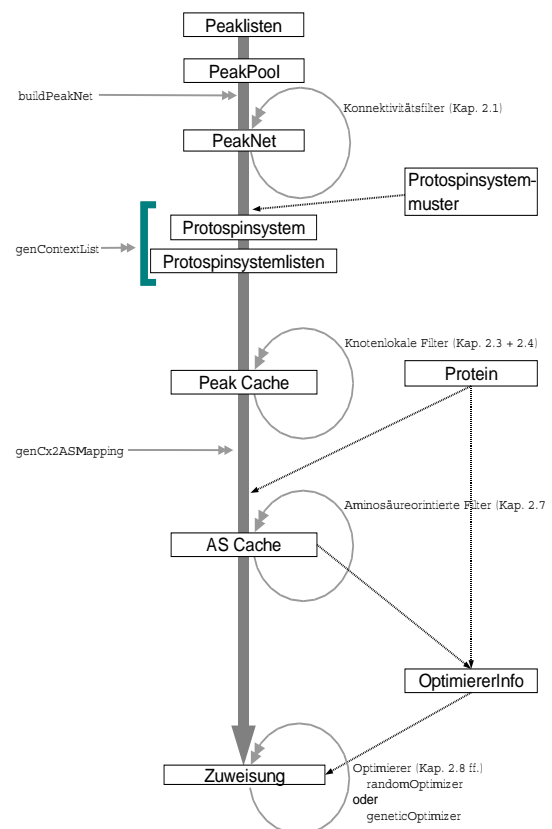 Peaklisten
PeakPool
buildPeakNet
Konnektivitätsfilter (Kap. 2.1)
PeakNet
Protospinsystem-
muster
Protospinsystem
genContextList
Protospinsystemlisten
Knotenlokale Filter (Kap. 2.3 + 2.4)
Protein
Peak Cache
genCx2ASMapping
Aminosäureorintierte Filter (Kap. 2.7
AS Cache
OptimiererInfo
Zuweisung
Optimierer (Kap. 2.8 ff.)
randomOptimizer
oder
geneticOptimizer